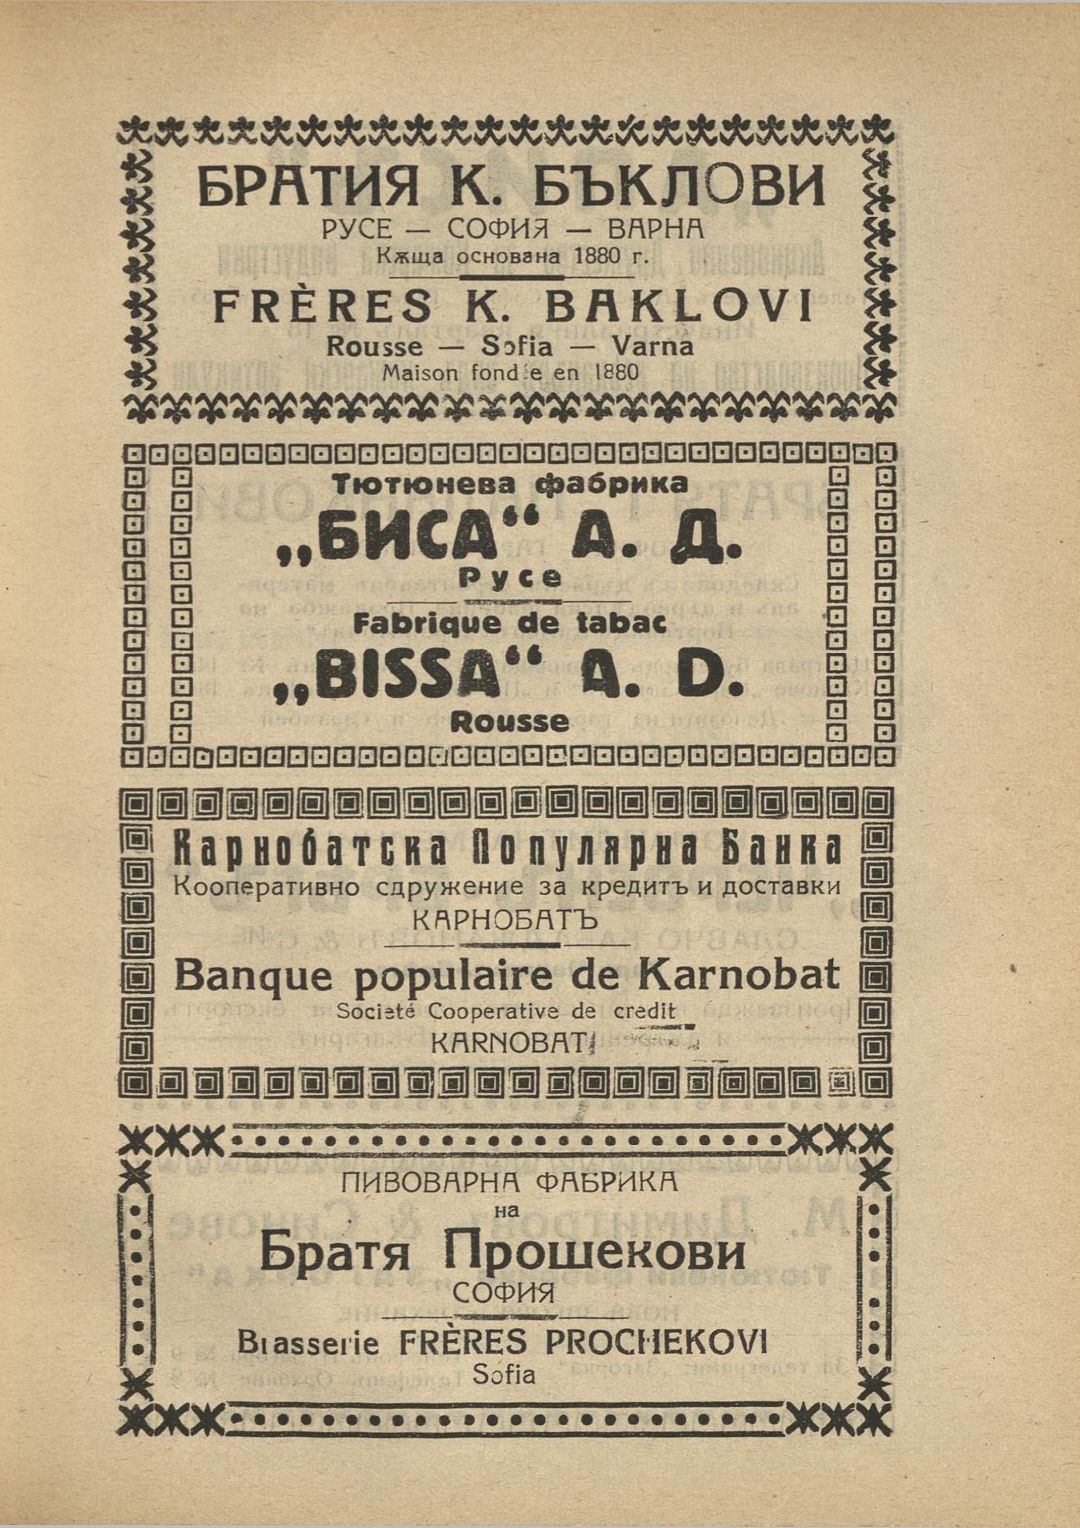 БРАТИЯ К. БЪКЛОВИ
РУСЕ — СОФИЯ — ВАРНА
Кѫща основана 1880 г.
FRÈRES K. BAKLOVI
Rousse — Sofia — Varna
Maison fondée en 1880
Тютюнева фабрика
„БИСА“ А. Д.
Русе
Fabrique de tabac
„BISSA“ A. D.
Rousse
Карнобатска Популярна Банка
Кооперативно сдружение за кредитъ и доставки
КАРНОБАТЪ
Banque populaire de Karnobat
Societé Cooperative de credit
KARNOBAT
ПИВОВАРНА ФАБРИКА
на
Братя Прошекови
СОФИЯ
Brasserie FRÈRES PROCHEKOVI
Sofia